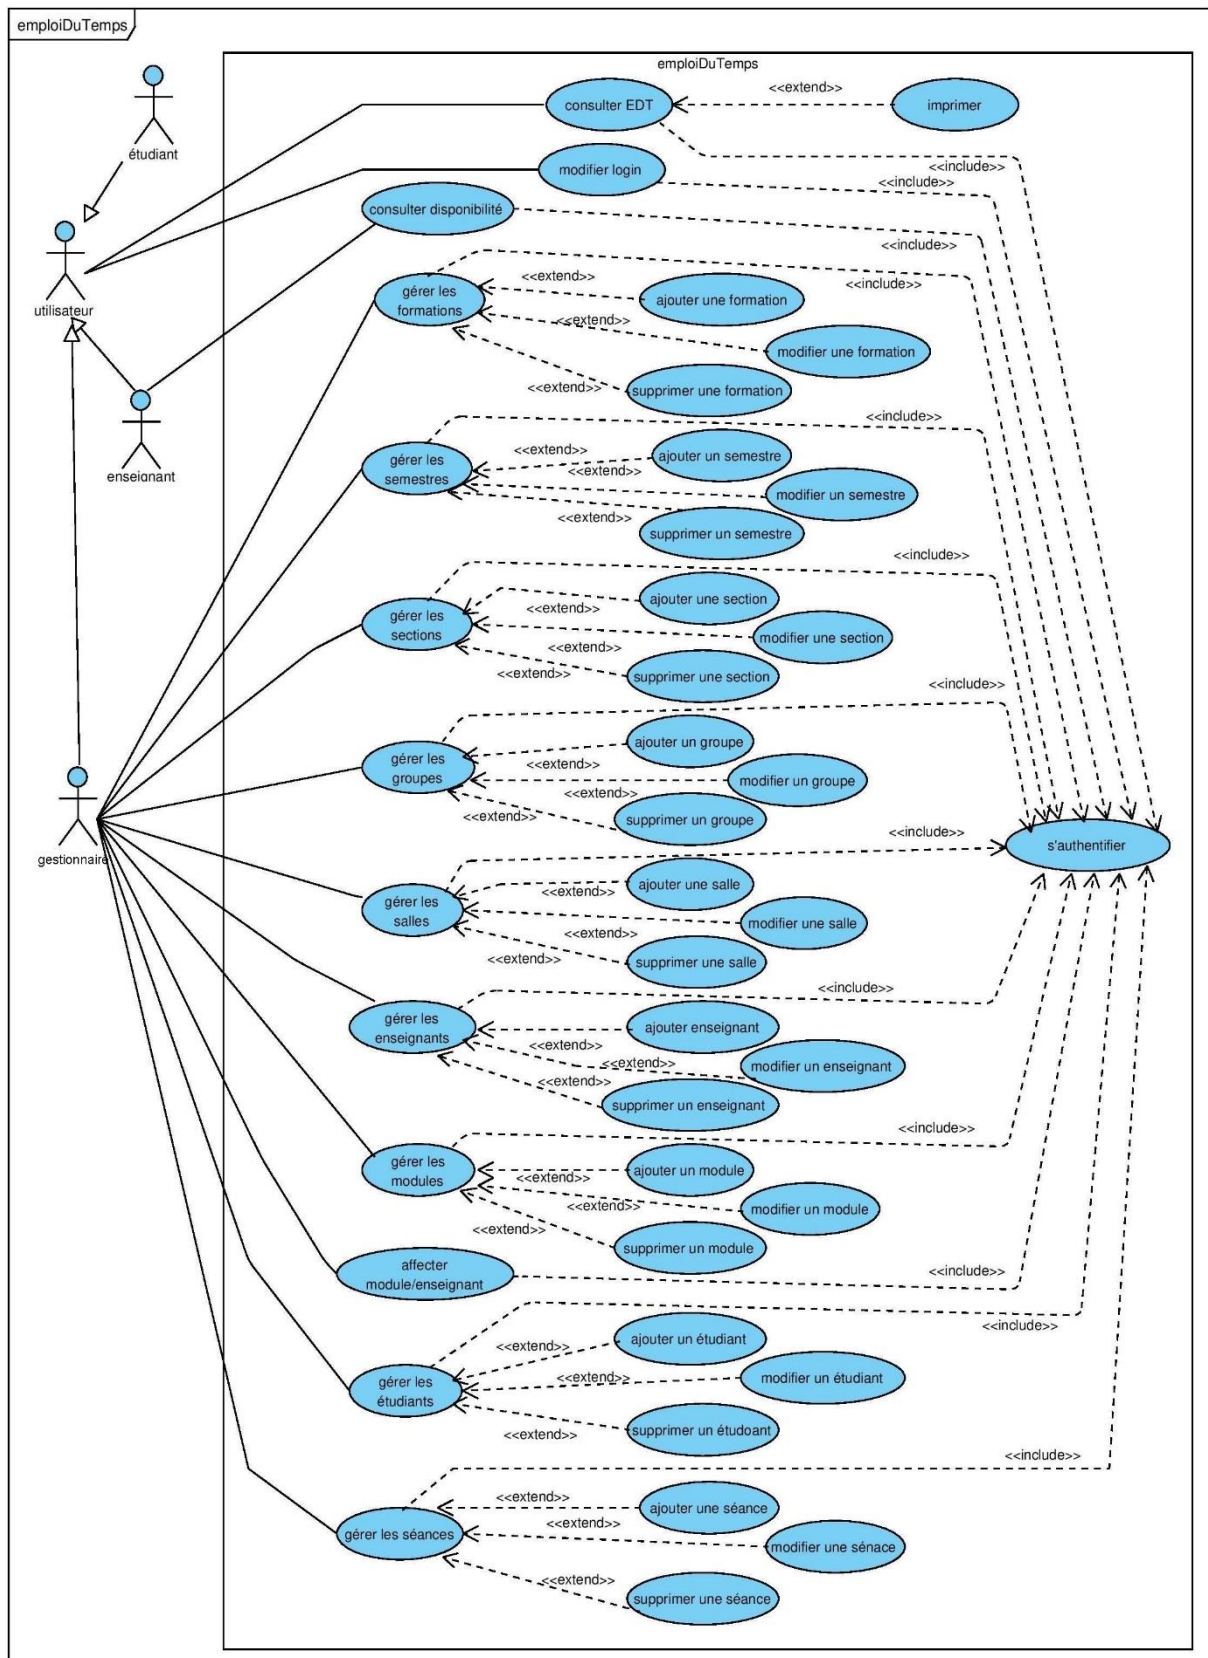 emploiDuTemps
emploiDuTemps
étudiant
utilisateur
enseignant
gestionnaire
consulter EDT
<<extend>>
imprimer
modifier login
<<include>>
<<include>>
consulter disponibilité
<<include>>
gérer les
formations
<<extend>>
ajouter une formation
<<include>>
<<extend>>
modifier une formation
<<extend>>
supprimer une formation
<<include>>
gérer les
semestres
<<extend>>
ajouter un semestre
<<extend>>
modifier un semestre
<<extend>>
supprimer un semestre
<<include>>
gérer les
sections
ajouter une section
<<extend>>
modifier une section
<<extend>>
supprimer une section
<<extend>>
<<include>>
gérer les
groupes
ajouter un groupe
<<extend>>
modifier un groupe
<<extend>>
supprimer un groupe
<<extend>>
<<include>>
s'authentifier
gérer les
salles
ajouter une salle
<<extend>>
modifier une salle
<<extend>>
supprimer une salle
<<extend>>
<<include>>
gérer les
enseignants
ajouter enseignant
<<extend>>
<<extend>>
modifier un enseignant
<<extend>>
supprimer un enseignant
<<include>>
gérer les
modules
ajouter un module
<<extend>>
<<extend>>
modifier un module
<<extend>>
supprimer un module
affecter
module/enseignant
<<include>>
<<include>>
gérer les
étudiants
<<extend>>
ajouter un étudiant
<<extend>>
modifier un étudiant
<<extend>>
supprimer un étudoant
<<include>>
gérer les séances
<<extend>>
ajouter une séance
<<extend>>
modifier une sénace
<<extend>>
supprimer une séance